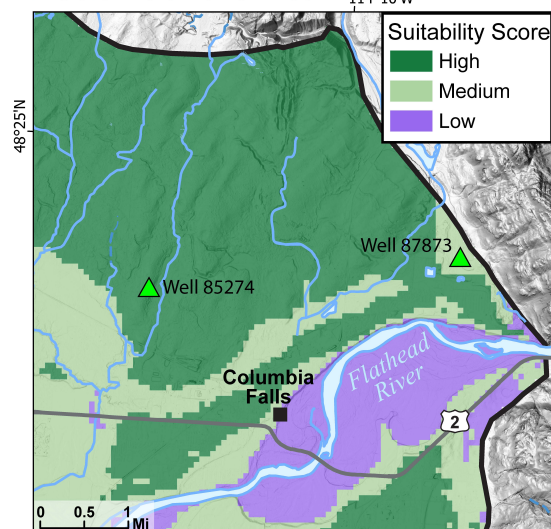 Suitability Score
High
Medium
Low
48°25'N
Well 87873
Well 85274
Columbia
Falls
Flathead
River
2
0 0.5 1
Mi